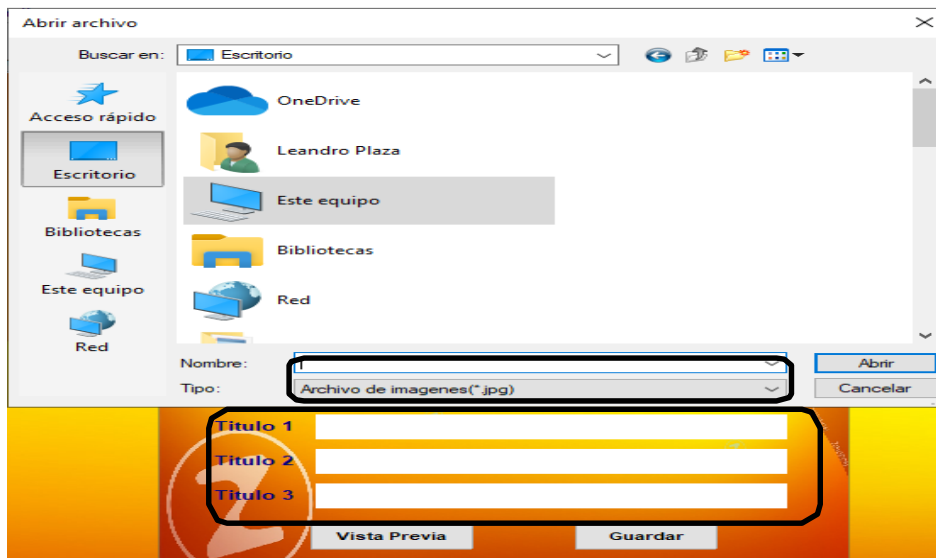 Abrir archivo
Buscar en: Escritorio
Acceso rápido
Escritorio
Bibliotecas
Este equipo
Red
OneDrive
Leandro Plaza
Este equipo
Bibliotecas
Red
Nombre:
Abrir
Tipo: Archivo de imagenes(*.jpg)
Cancelar
Titulo 1
Titulo 2
Titulo 3
Vista Previa Guardar